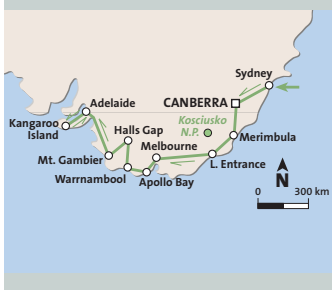 Sydney
Adelaide
CANBERRA
Kangaroo
Island
Kosciusko
N.P.
Halls Gap
Merimbula
Melbourne
Mt. Gambier
L. Entrance
Warrnambool
Apollo Bay
N
0 300 km